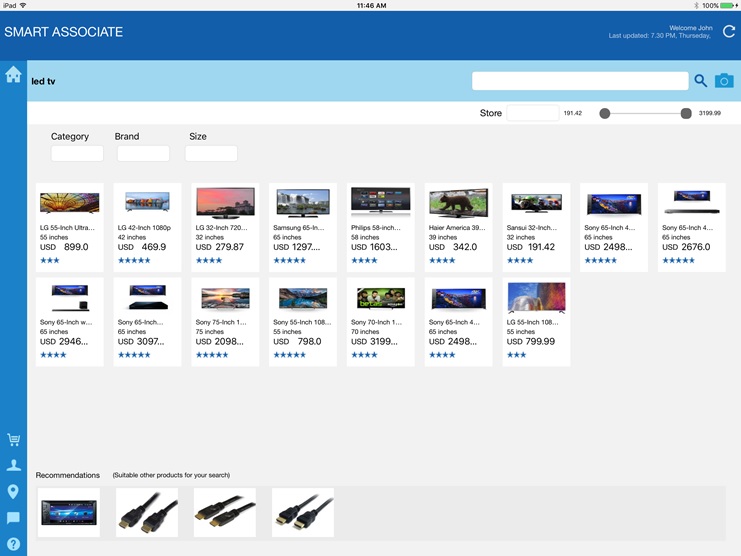 iPad
11:46 AM
100%
SMART ASSOCIATE
Welcome John
Last updated: 7.30 PM, Thurseday,
led tv
Store
191.42
3199.99
Category
Brand
Size
LG 55-Inch Ultra...
55 inches
USD 899.0
LG 42-Inch 1080p
42 inches
USD 469.9
LG 32-Inch 720...
32 inches
USD 279.87
Samsung 65-In...
65 inches
USD 1297....
Philips 58-inch...
58 inches
USD 1603...
Haier America 39...
39 inches
USD 342.0
Sansui 32-Inch...
32 inches
USD 191.42
Sony 65-Inch 4...
65 inches
USD 2498...
Sony 65-Inch 4...
65 inches
USD 2676.0
Sony 65-Inch w...
65 inches
USD 2946...
Sony 65-Inch...
65 inches
USD 3097...
Sony 75-Inch 1...
75 inches
USD 2098...
Sony 55-Inch 108...
55 inches
USD 798.0
Sony 70-Inch 1...
70 inches
USD 3199...
Sony 65-Inch 4...
65 inches
USD 2498...
LG 55-Inch 108...
55 inches
USD 799.99
Recommendations
(Suitable other products for your search)